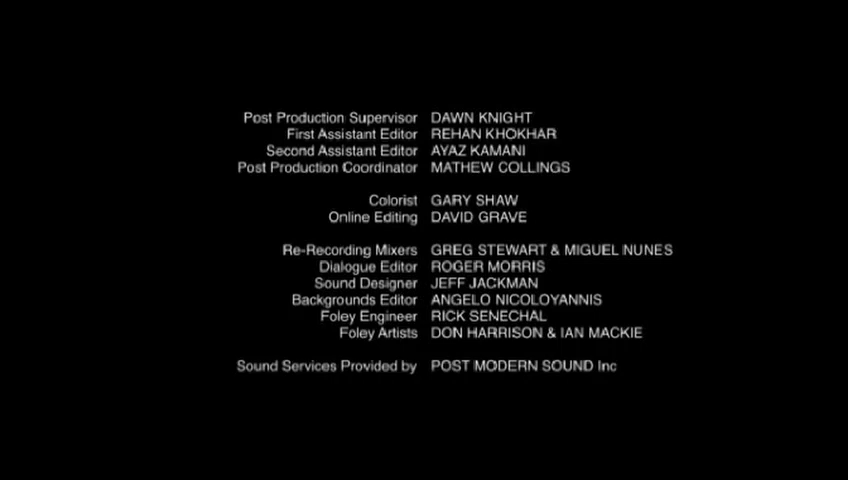 Post Production Supervisor DAWN KNIGHT
First Assistant Editor REHAN KHOKHAR
Second Assistant Editor AYAZ KAMANI
Post Production Coordinator MATHEW COLLINGS
Colorist GARY SHAW
Online Editing DAVID GRAVE
Re-Recording Mixers GREG STEWART & MIGUEL NUNES
Dialogue Editor ROGER MORRIS
Sound Designer JEFF JACKMAN
Backgrounds Editor ANGELO NICOLOYANNIS
Foley Engineer RICK SENECHAL
Foley Artists DON HARRISON & IAN MACKIE
Sound Services Provided by POST MODERN SOUND Inc